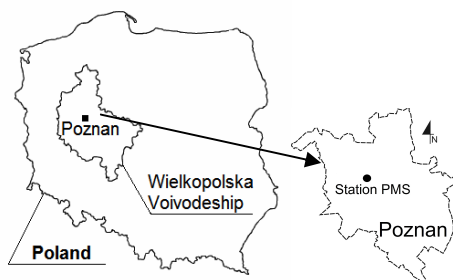 Poznan
Wielkopolska
Voivodeship
Poland
N
Station PMS
Poznan